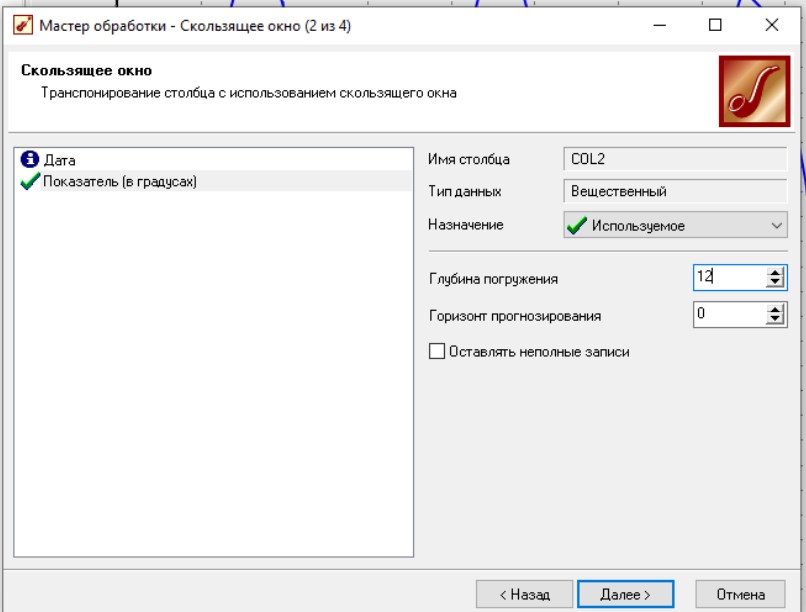 Мастер обработки - Скользящее окно (2 из 4)
Скользящее окно
Транспонирование столбца с использованием скользящего окна
Дата
Показатель (в градусах)
Имя столбца COL2
Тип данных Вещественный
Назначение Используемое
Глубина погружения 12
Горизонт прогнозирования 0
Оставлять неполные записи
< Назад Далее > Отмена